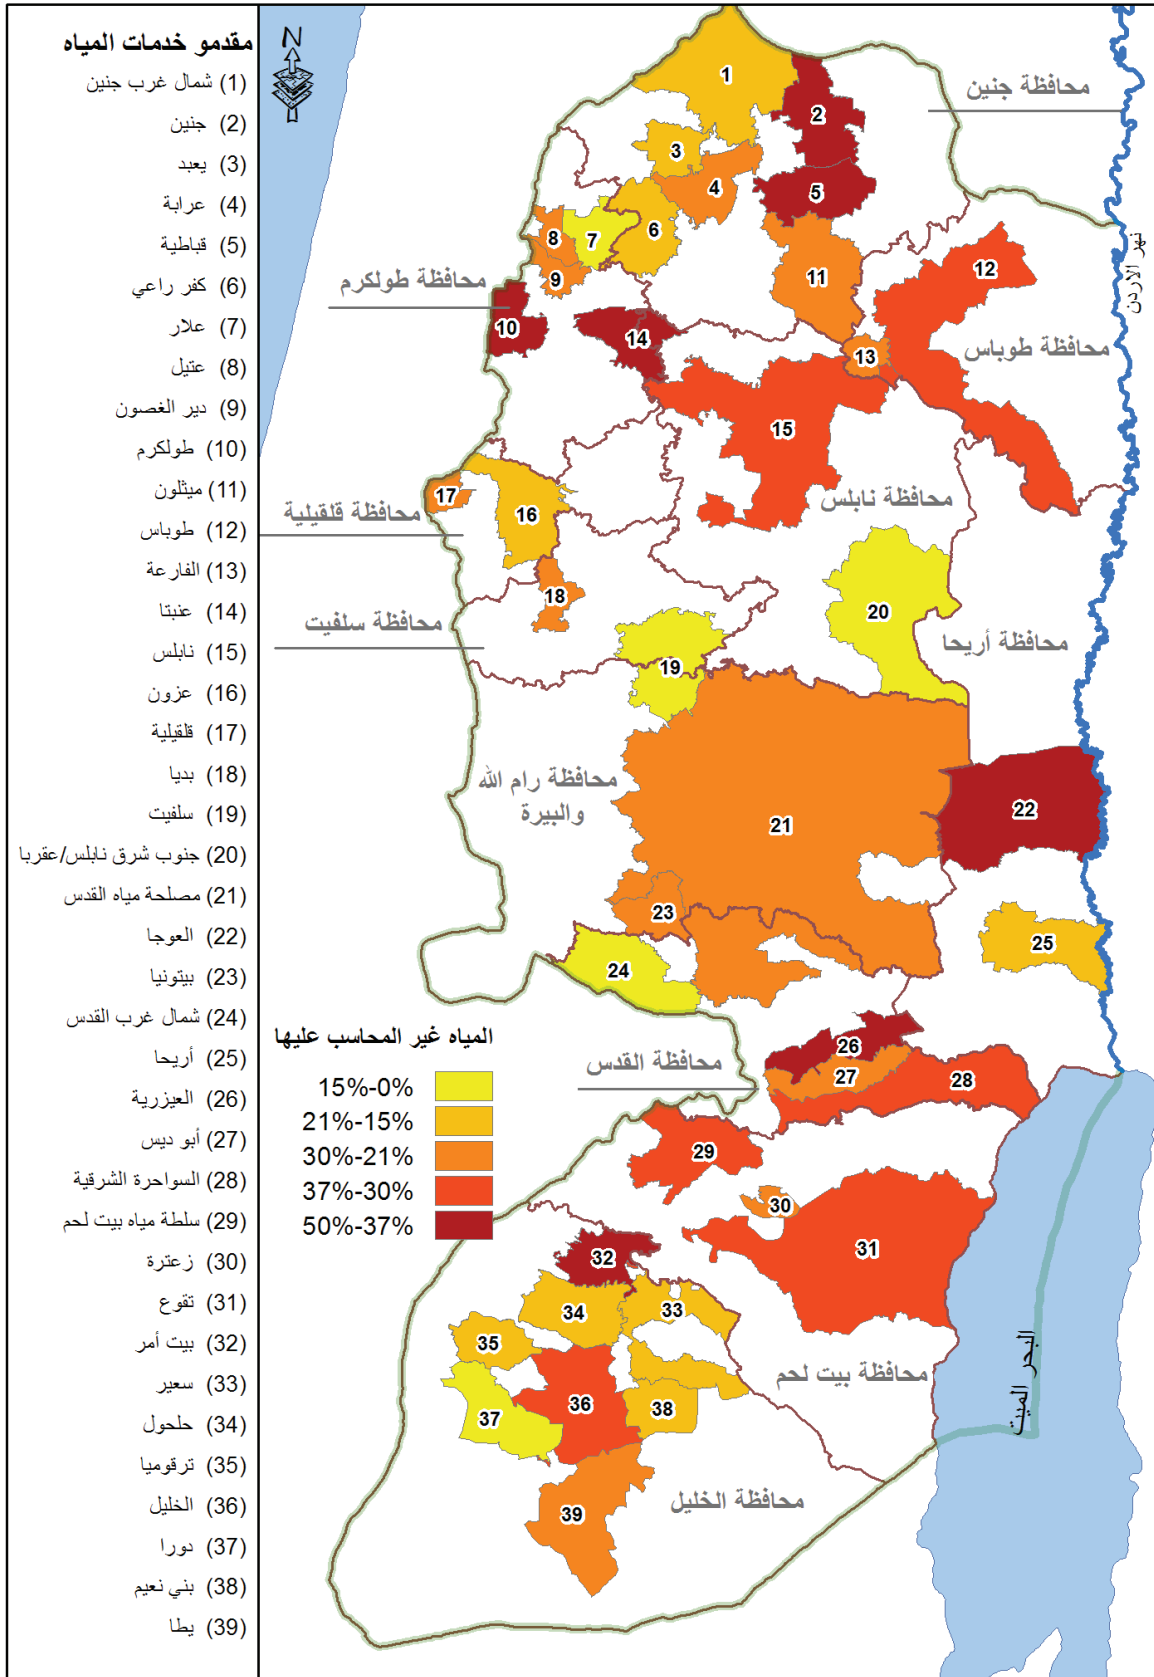 مقدمو خدمات المياه
(1) شمال غرب جنين
(2) جنين
(3) يعبد
(4) عرابة
(5) قباطية
(6) كفر راعي
(7) علار
(8) عتيل
(9) دير الغصون
(10) طولكرم
(11) ميثلون
(12) طوباس
(13) الفارعة
(14) عنبتا
(15) نابلس
(16) عزون
(17) قلقيلية
(18) بديا
(19) سلفيت
(20) جنوب شرق نابلس/عقربا
(21) مصلحة مياه القدس
(22) العوجا
(23) بيتونيا
(24) شمال غرب القدس
(25) أريحا
(26) العيزرية
(27) أبو ديس
(28) السواحرة الشرقية
(29) سلطة مياه بيت لحم
(30) زعترة
(31) تقوع
(32) بيت أمر
(33) سعير
(34) حلحول
(35) ترقوميا
(36) الخليل
(37) دورا
(38) بني نعيم
(39) يطا
N
محافظة جنين
1
2
3
4
5
6
7
8
9
10
11
12
13
14
15
16
17
18
19
20
21
22
23
24
25
26
27
28
29
30
31
32
33
34
35
36
37
38
39
نهر الاردن
محافظة طولكرم
محافظة طوباس
محافظة نابلس
محافظة قلقيلية
محافظة سلفيت
محافظة أريحا
محافظة رام الله
والبيرة
محافظة القدس
المياه غير المحاسب عليها
15%-0%
21%-15%
30%-21%
37%-30%
50%-37%
محافظة بيت لحم
البحر الميت
محافظة الخليل